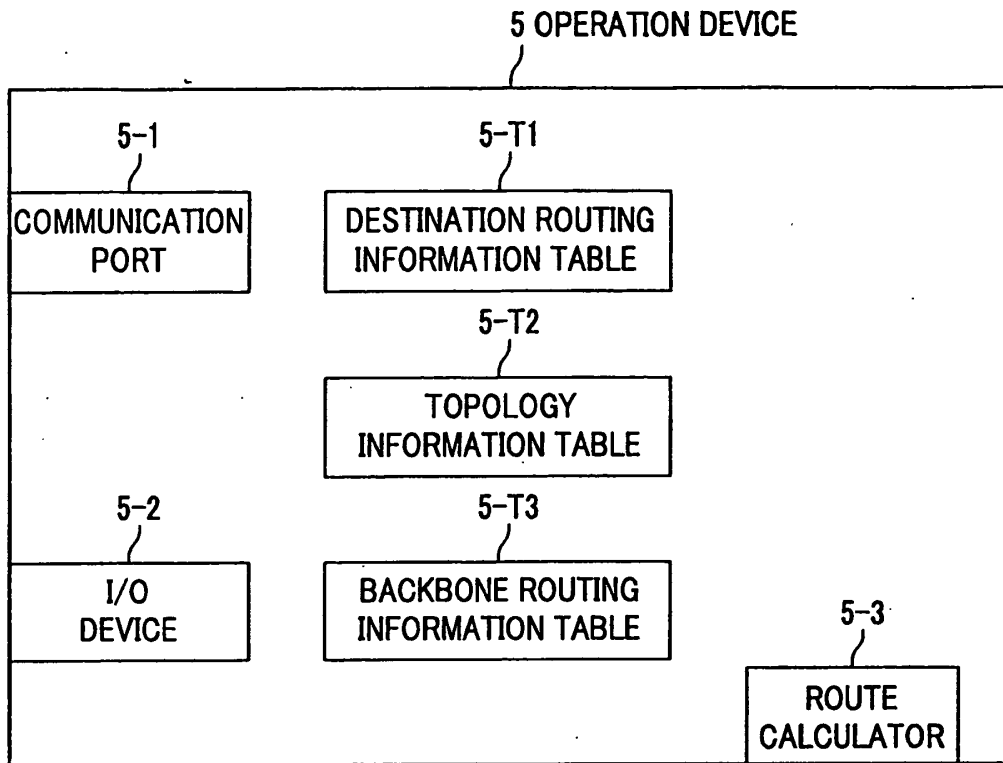 5 OPERATION DEVICE
5-1
COMMUNICATION
PORT
5-T1
DESTINATION ROUTING
INFORMATION TABLE
5-T2
TOPOLOGY
INFORMATION TABLE
5-2
I/O
DEVICE
5-T3
BACKBONE ROUTING
INFORMATION TABLE
5-3
ROUTE
CALCULATOR